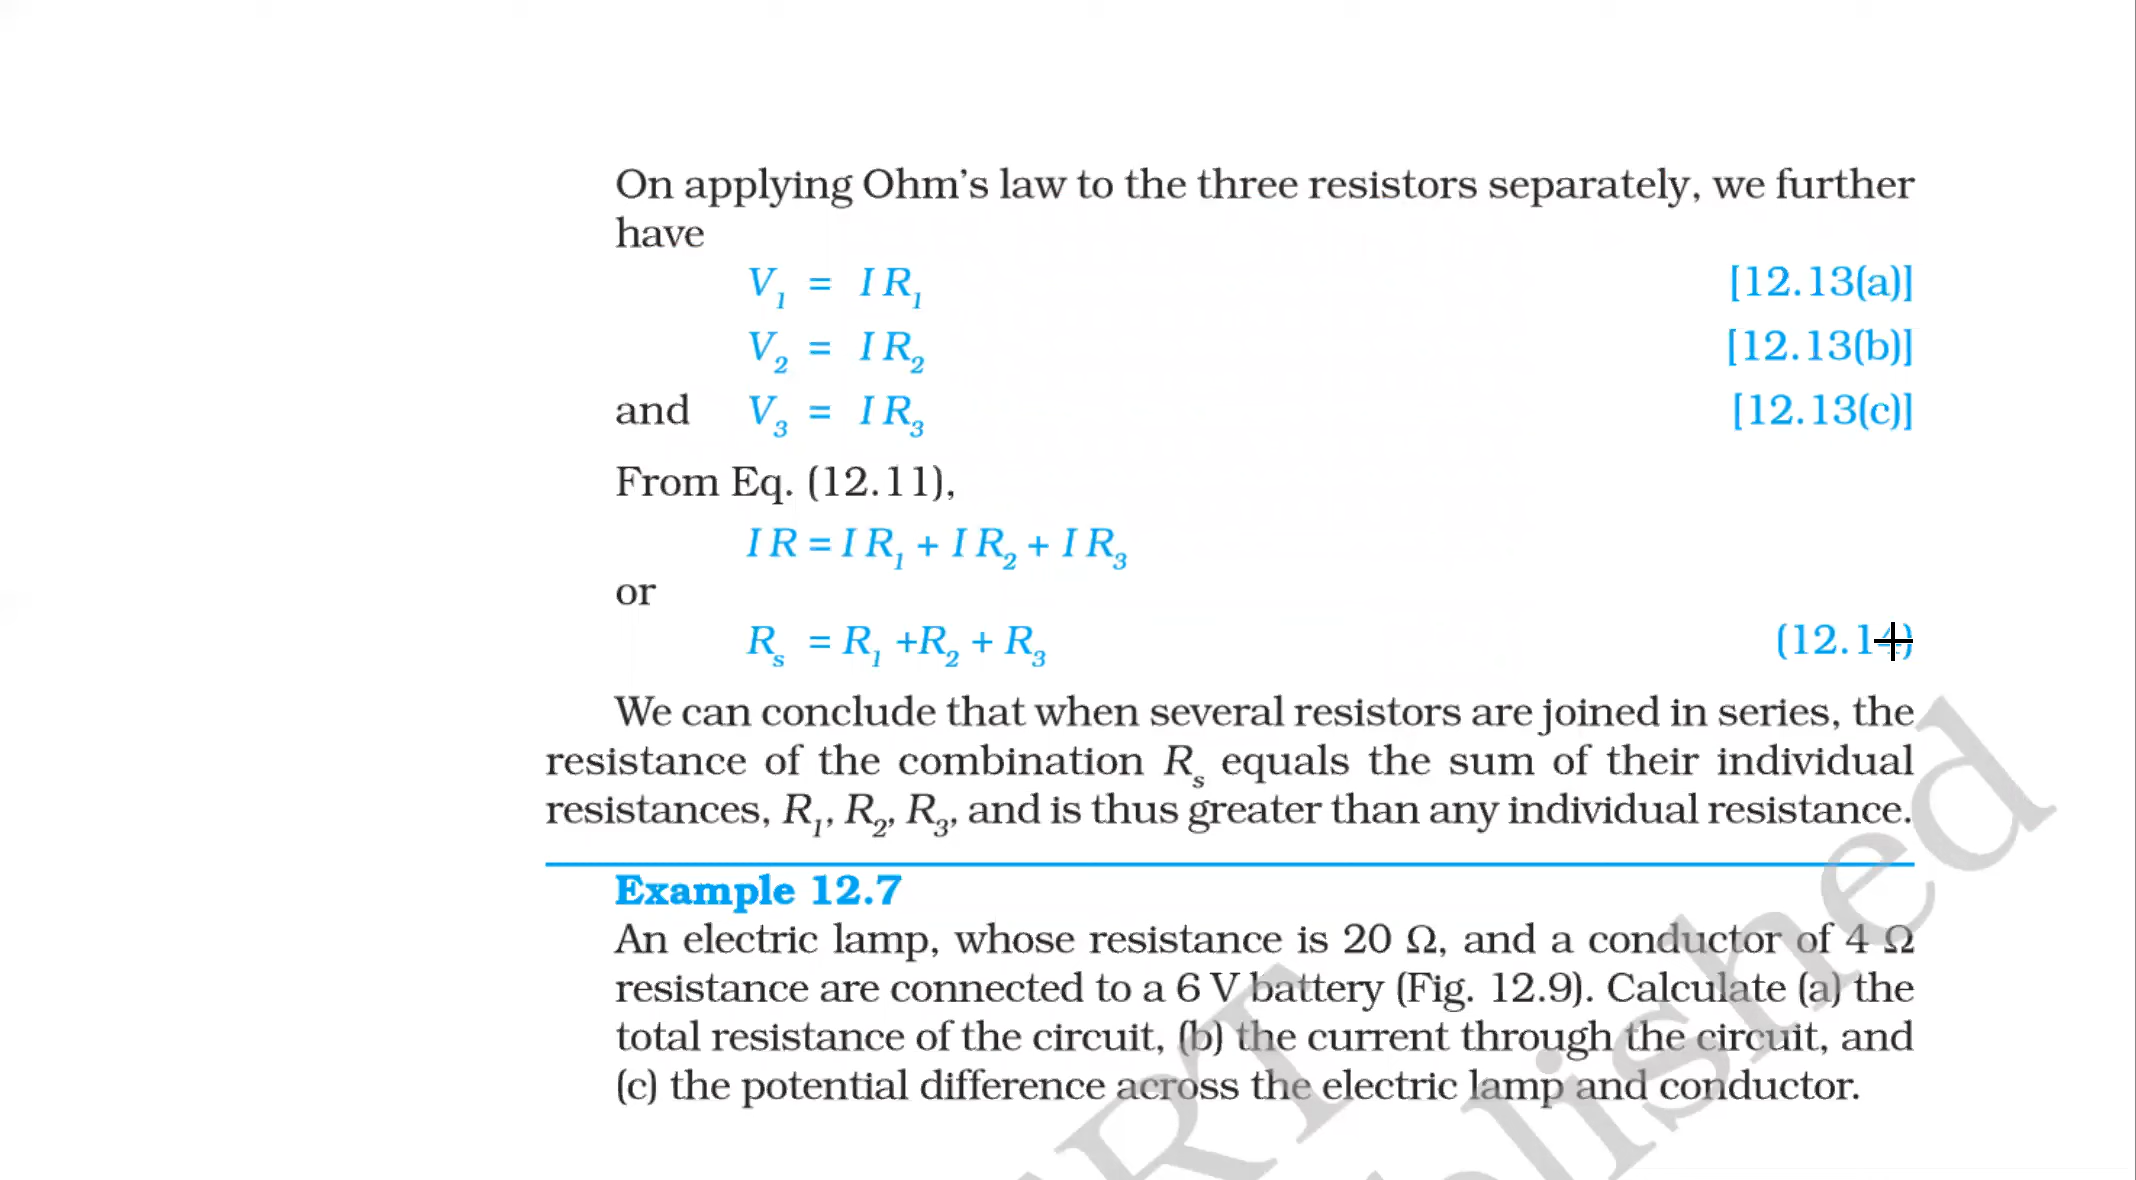 On applying Ohm's law to the three resistors separately, we further
have
V₁ = I R₁ [12.13(a)]
V₂ = I R₂ [12.13(b)]
and V₃ = I R₃ [12.13(c)]
From Eq. (12.11),
I R = I R₁ + I R₂ + I R₃
or
Rₛ = R₁ +R₂ + R₃ (12.14)
We can conclude that when several resistors are joined in series, the
resistance of the combination Rₛ equals the sum of their individual
resistances, R₁, R₂, R₃, and is thus greater than any individual resistance.
Example 12.7
An electric lamp, whose resistance is 20 Ω, and a conductor of 4 Ω
resistance are connected to a 6 V battery (Fig. 12.9). Calculate (a) the
total resistance of the circuit, (b) the current through the circuit, and
(c) the potential difference across the electric lamp and conductor.